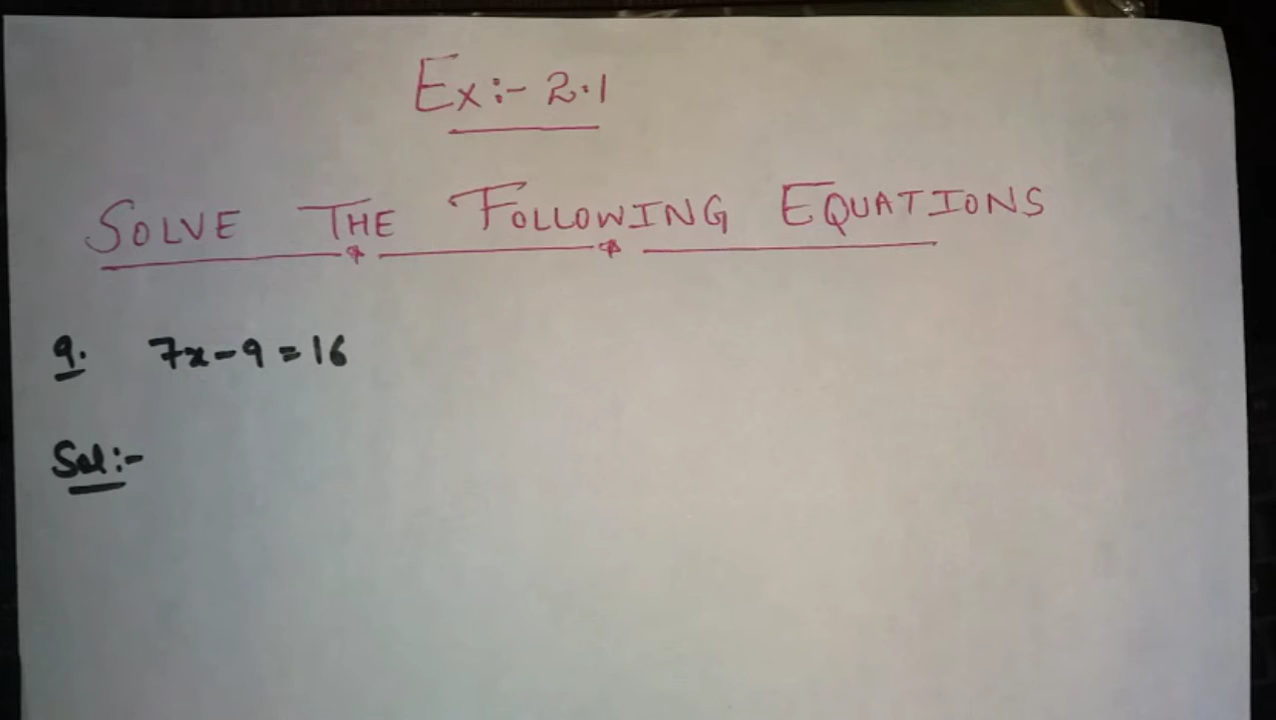 Ex:- 2.1
SOLVE THE FOLLOWING EQUATIONS
9. 7x-9=16
Sol:-